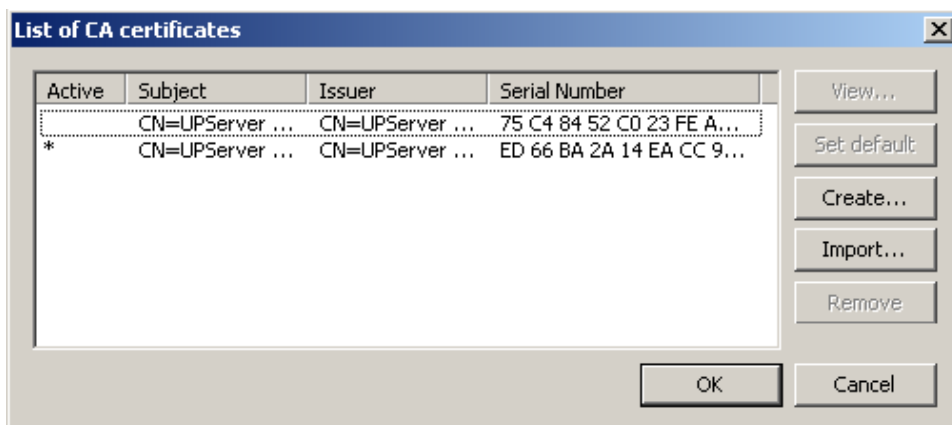 List of CA certificates
Active Subject Issuer Serial Number
CN=UPServer ... CN=UPServer ... 75 C4 84 52 C0 23 FE A...
* CN=UPServer ... CN=UPServer ... ED 66 BA 2A 14 EA CC 9...
View...
Set default
Create...
Import...
Remove
OK Cancel